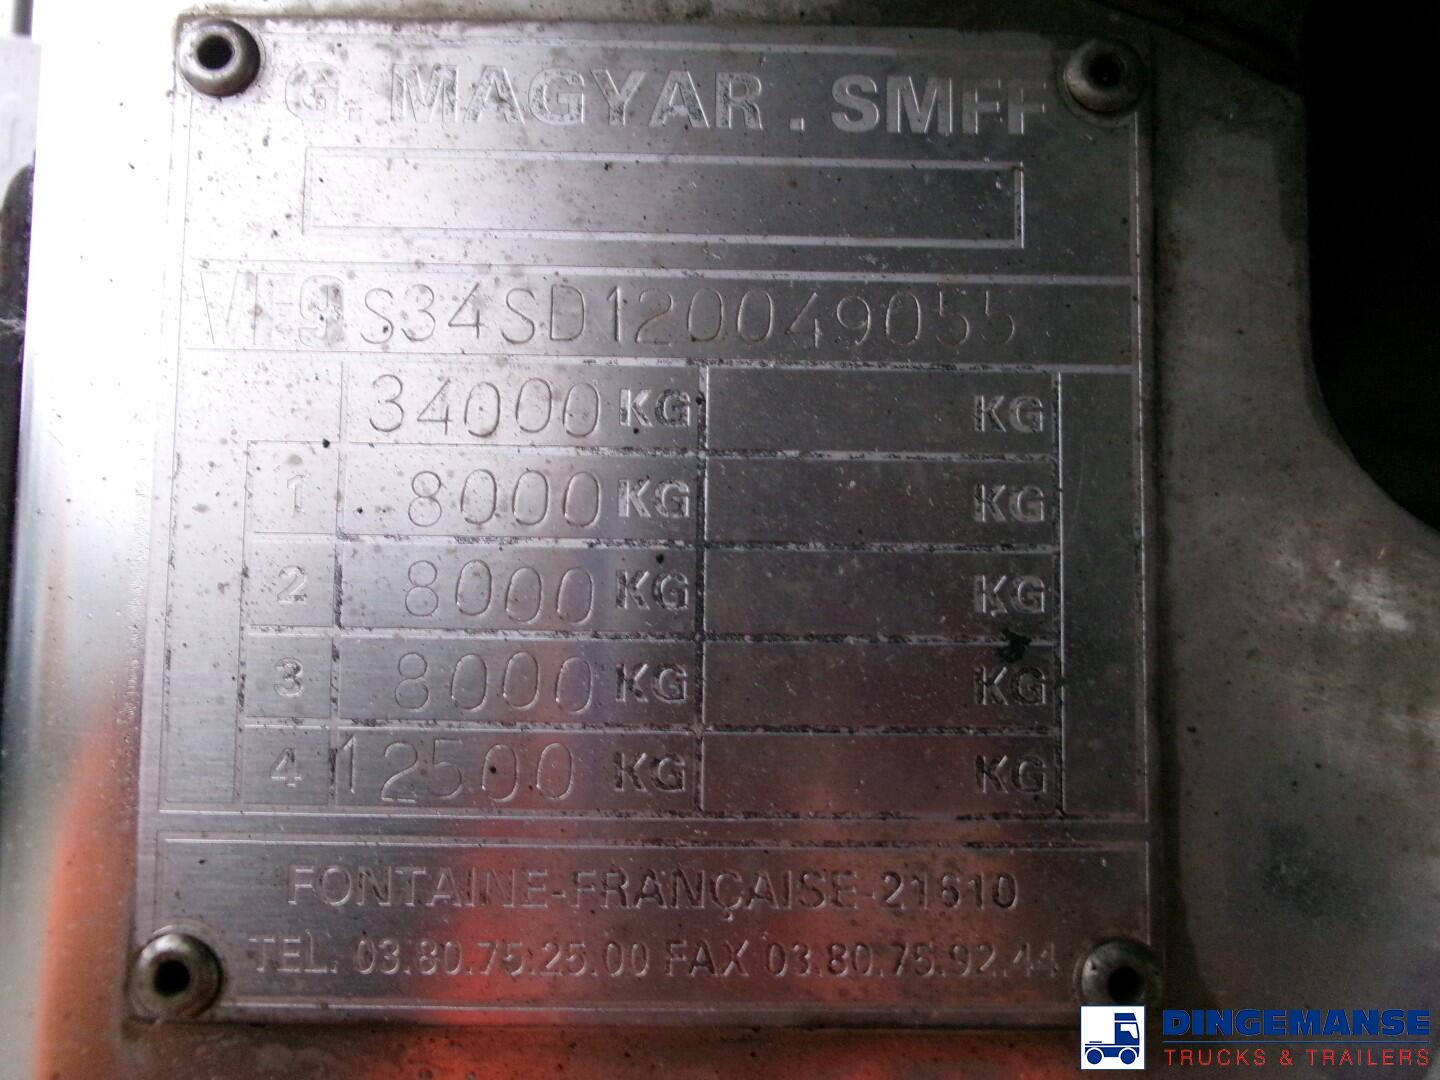 G. MAGYAR . SMFF
VF9 S34SD120049055
34000 KG KG
1 8000 KG KG
2 8000 KG KG
3 8000 KG KG
4 12500 KG KG
FONTAINE-FRANÇAISE-21610
TEL. 03.80.75.25.00 FAX 03.80.75.92.44
DINGEMANSE
TRUCKS & TRAILERS